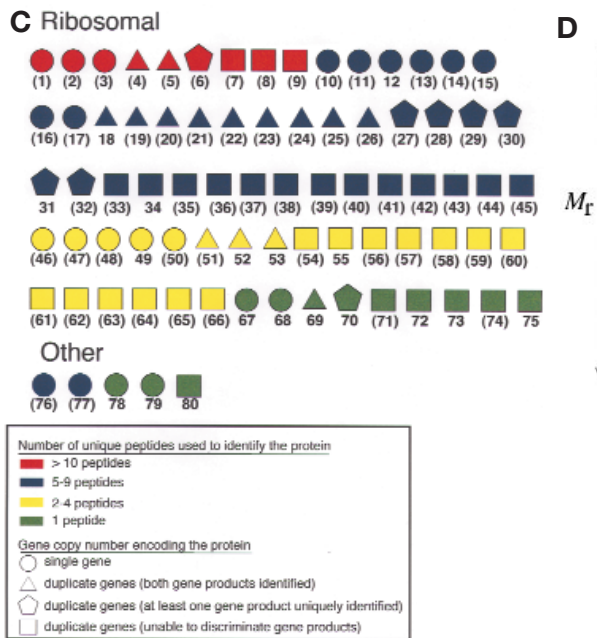 C Ribosomal D
(1) (2) (3) (4) (5) (6) (7) (8) (9) (10) (11) 12 (13) (14) (15)
(16) (17) 18 (19) (20) (21) (22) (23) (24) (25) (26) (27) (28) (29) (30)
31 (32) (33) 34 (35) (36) (37) (38) (39) (40) (41) (42) (43) (44) (45)
Mr
(46) (47) (48) 49 (50) (51) 52 53 (54) 55 (56) (57) (58) (59) (60)
(61) (62) (63) (64) (65) (66) 67 68 69 70 (71) 72 73 (74) 75
Other
(76) (77) 78 79 80
Number of unique peptides used to identify the protein
> 10 peptides
5-9 peptides
2-4 peptides
1 peptide
Gene copy number encoding the protein
single gene
duplicate genes (both gene products identified)
duplicate genes (at least one gene product uniquely identified)
duplicate genes (unable to discriminate gene products)